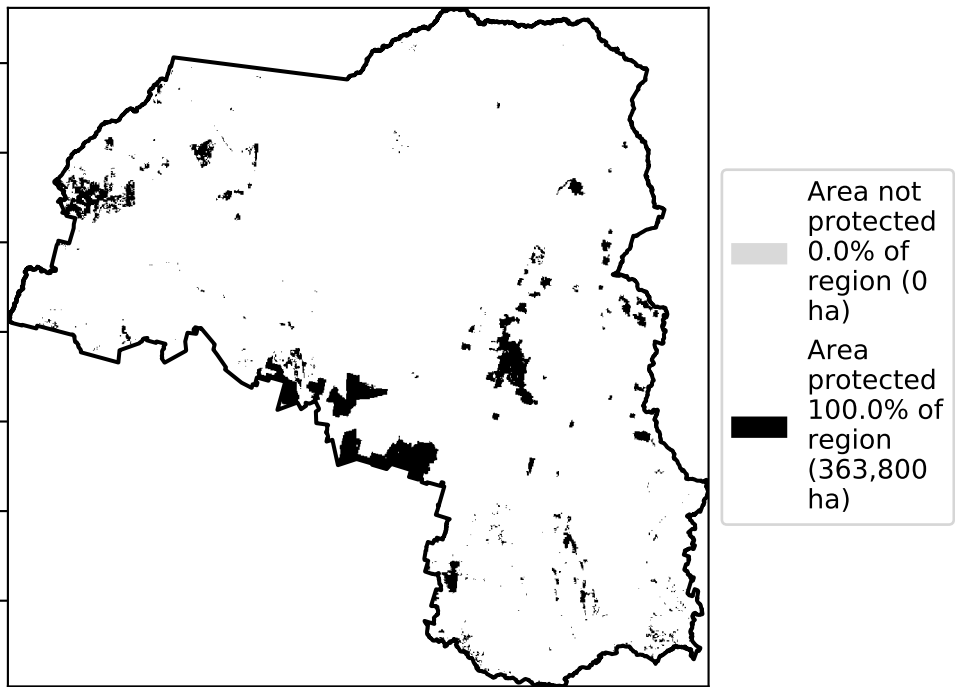 Area not
protected
0.0% of
region (0
ha)
Area
protected
100.0% of
region
(363,800
ha)